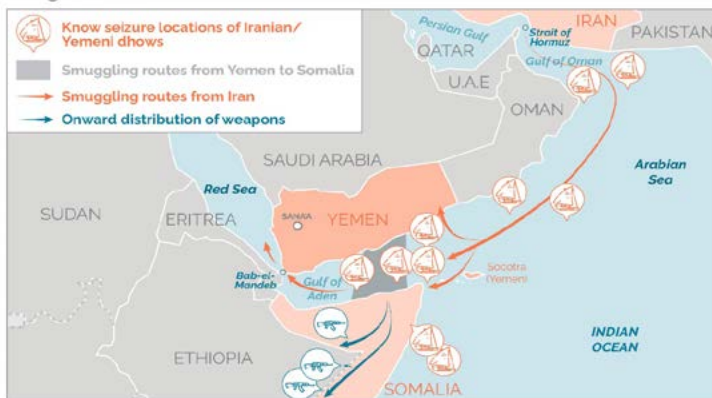 Know seizure locations of Iranian/
Yemeni dhows
Smuggling routes from Yemen to Somalia
Smuggling routes from Iran
Onward distribution of weapons
Persian Gulf
Strait of
Hormuz
IRAN
PAKISTAN
QATAR
Gulf of Oman
U.A.E
OMAN
SAUDI ARABIA
Arabian
Sea
Red Sea
SUDAN
ERITREA
SANAA
YEMEN
Bab-el-
Mandeb
Gulf of
Aden
Socotra
(Yemen)
INDIAN
OCEAN
ETHIOPIA
SOMALIA